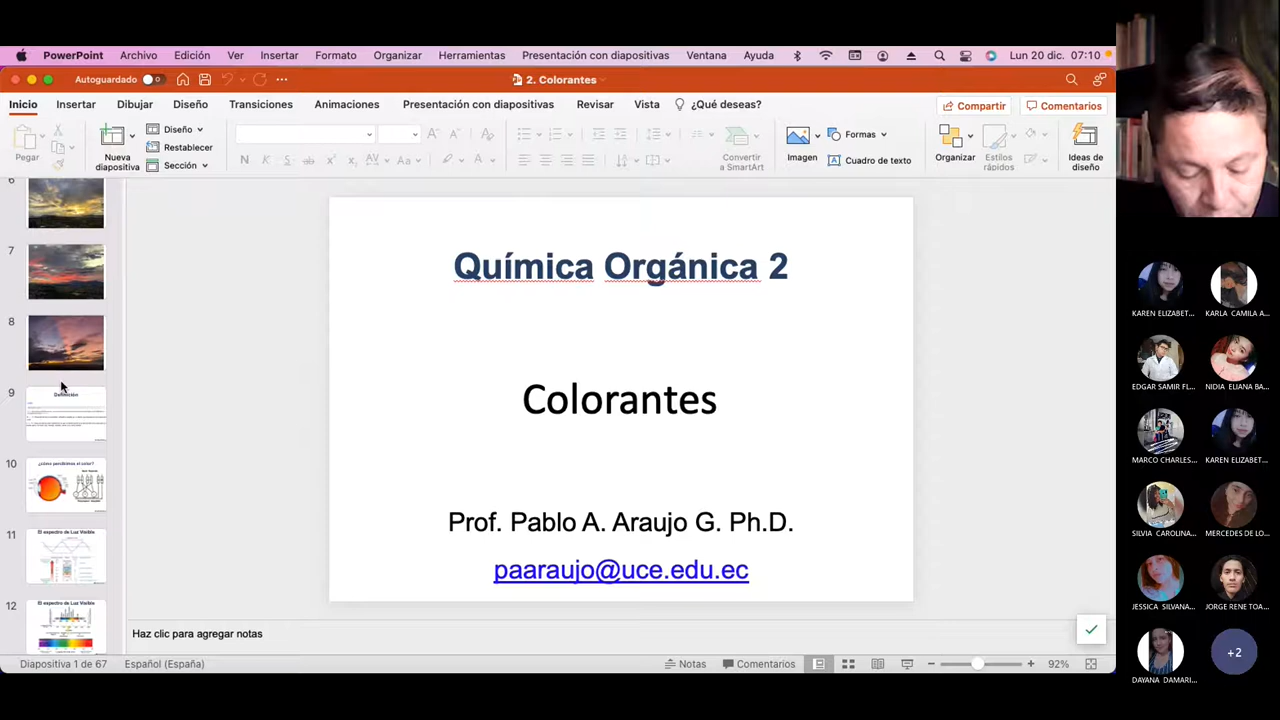 PowerPoint Archivo Edición Ver Insertar Formato Organizar Herramientas Presentación con diapositivas Ventana Ayuda Lun 20 dic. 07:10
Autoguardado 2. Colorantes
Inicio Insertar Dibujar Diseño Transiciones Animaciones Presentación con diapositivas Revisar Vista ¿Qué deseas? Compartir Comentarios
Pegar
Nueva diapositiva
Diseño
Restablecer
Sección
Convertir a SmartArt
Imagen
Formas
Cuadro de texto
Organizar
Estilos rápidos
Ideas de diseño
6
7
8
9
Definición
10
¿cómo percibimos el color?
11
El espectro de Luz Visible
12
El espectro de Luz Visible
Química Orgánica 2
Colorantes
Prof. Pablo A. Araujo G. Ph.D.
paaraujo@uce.edu.ec
Haz clic para agregar notas
Diapositiva 1 de 67 Español (España) Notas Comentarios 92%
KAREN ELIZABET... KARLA CAMILA A...
EDGAR SAMIR FL... NIDIA ELIANA BA...
MARCO CHARLES... KAREN ELIZABET...
SILVIA CAROLINA... MERCEDES DE LO...
JESSICA SILVANA... JORGE RENE TOA...
DAYANA DAMARI... +2